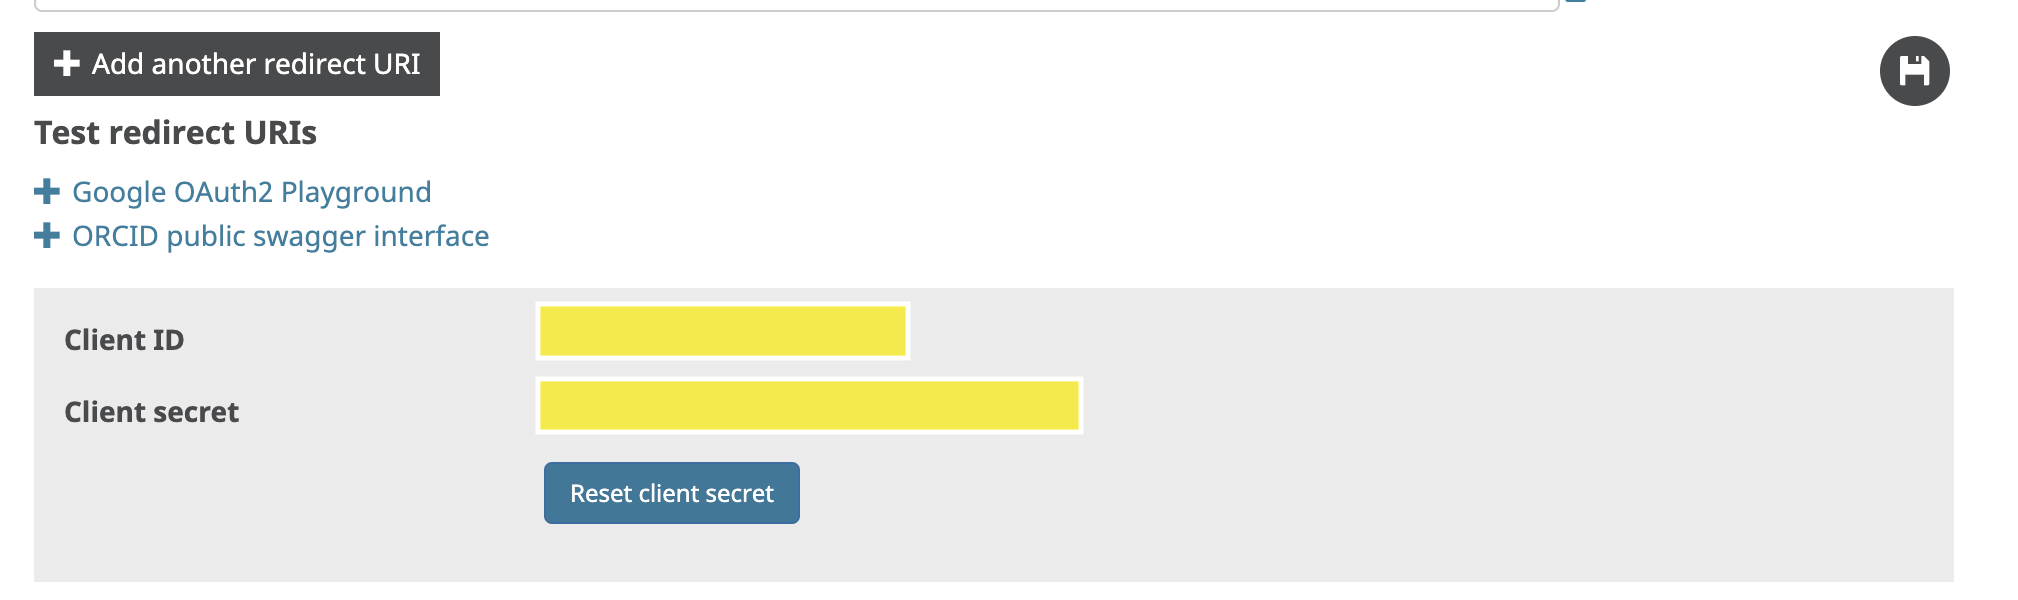 Add another redirect URI
Test redirect URIs
Google OAuth2 Playground
ORCID public swagger interface
Client ID
Client secret
Reset client secret